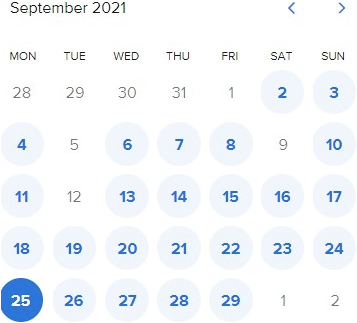 September 2021
MON TUE WED THU FRI SAT SUN
28 29 30 31 1 2 3
4 5 6 7 8 9 10
11 12 13 14 15 16 17
18 19 20 21 22 23 24
25 26 27 28 29 1 2